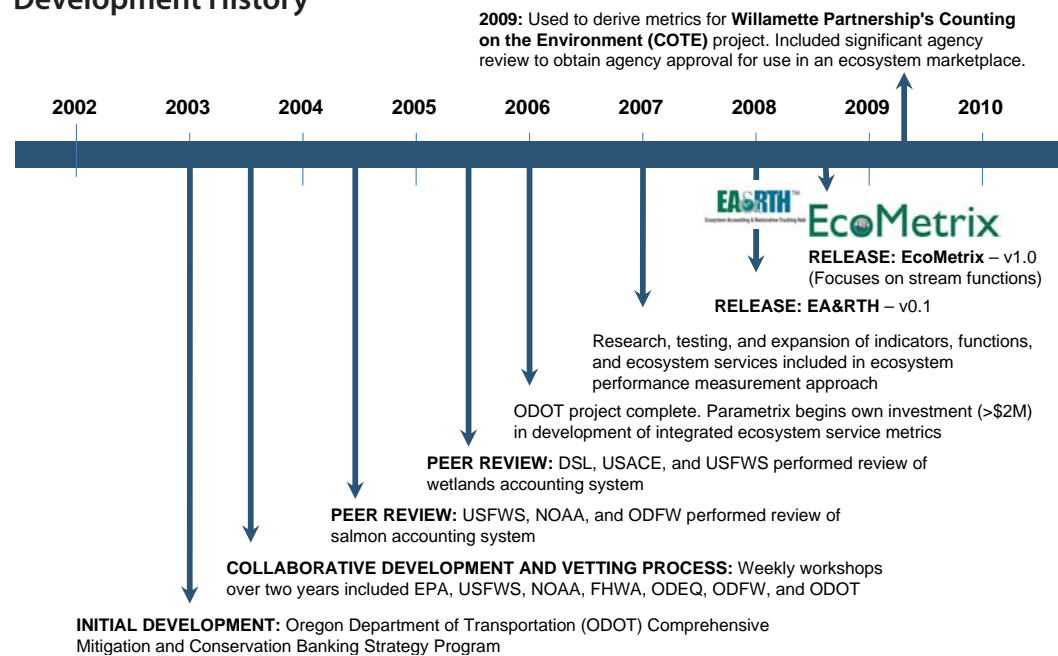 Development History
2009: Used to derive metrics for Willamette Partnership's Counting
on the Environment (COTE) project. Included significant agency
review to obtain agency approval for use in an ecosystem marketplace.
2002 2003 2004 2005 2006 2007 2008 2009 2010
EA&RTH™
Ecosystem Accounting & Restoration Tracking Hub
EcoMetrix
RELEASE: EcoMetrix – v1.0
(Focuses on stream functions)
RELEASE: EA&RTH – v0.1
Research, testing, and expansion of indicators, functions,
and ecosystem services included in ecosystem
performance measurement approach
ODOT project complete. Parametrix begins own investment (>$2M)
in development of integrated ecosystem service metrics
PEER REVIEW: DSL, USACE, and USFWS performed review of
wetlands accounting system
PEER REVIEW: USFWS, NOAA, and ODFW performed review of
salmon accounting system
COLLABORATIVE DEVELOPMENT AND VETTING PROCESS: Weekly workshops
over two years included EPA, USFWS, NOAA, FHWA, ODEQ, ODFW, and ODOT
INITIAL DEVELOPMENT: Oregon Department of Transportation (ODOT) Comprehensive
Mitigation and Conservation Banking Strategy Program